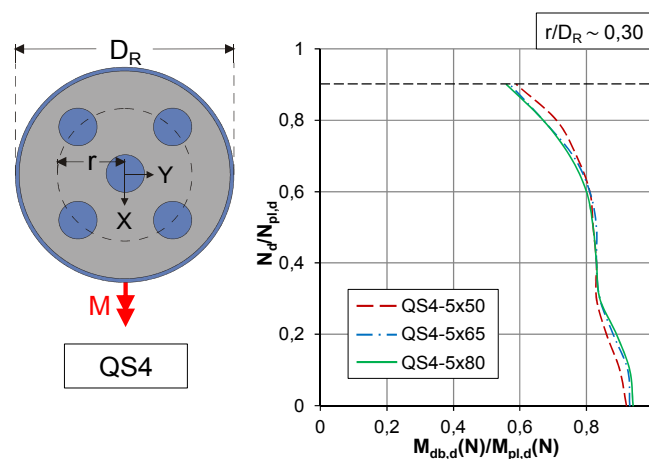 D_R
r
Y
X
M
QS4
r/D_R ~ 0,30
N_d/N_pl,d
1
0,8
0,6
0,4
0,2
0
QS4-5x50
QS4-5x65
QS4-5x80
0 0,2 0,4 0,6 0,8
M_db,d(N)/M_pl,d(N)